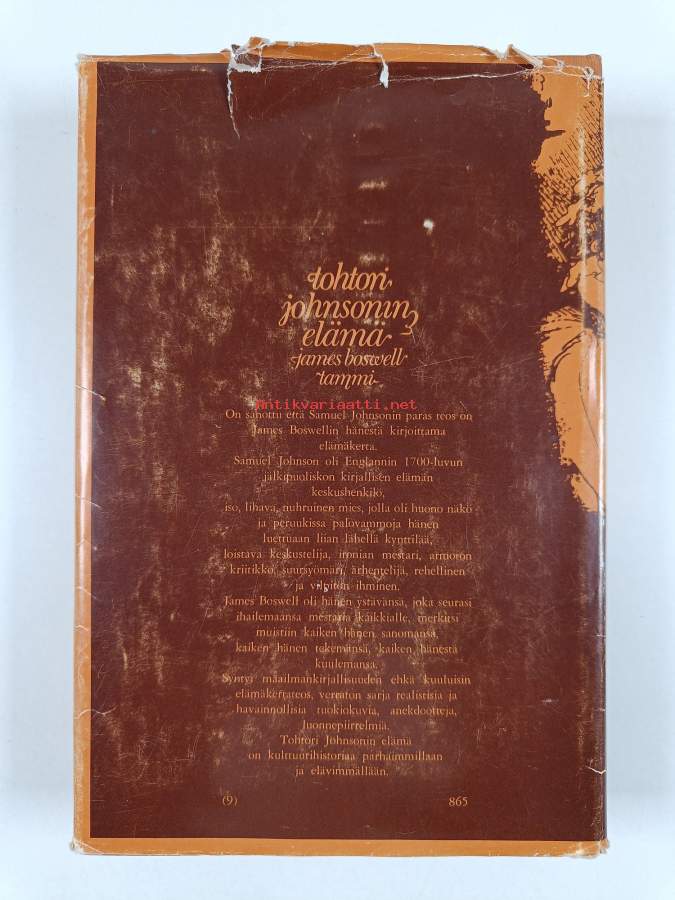 tohtori
johnsonin
elämä
james boswell
tammi
Antikvariaatti.net
On sanottu että Samuel Johnsonin paras teos on
James Boswellin hänestä kirjoittama
elämäkerta.
Samuel Johnson oli Englannin 1700-luvun
jälkipuoliskon kirjallisen elämän
keskushenkilö,
iso, lihava, nuhruinen mies, jolla oli huono näkö
ja peruukissa palovammoja hänen
luettuaan liian lähellä kynttilää,
loistava keskustelija, ironian mestari, armoton
kriitikko, suursyömäri, ärhentelijä, rehellinen
ja vilpitön ihminen.
James Boswell oli hänen ystävänsä, joka seurasi
ihailemaansa mestaria kaikkialle, merkitsi
muistiin kaiken hänen sanomansa,
kaiken hänen tekemänsä, kaiken hänestä
kuulemansa.
Syntyi maailmankirjallisuuden ehkä kuuluisin
elämäkertateos, verraton sarja realistisia ja
havainnollisia tuokiokuvia, anekdootteja,
luonnepiirrelmiä.
Tohtori Johnsonin elämä
on kulttuurihistoriaa parhaimmillaan
ja elävimmällään.
(9) 865